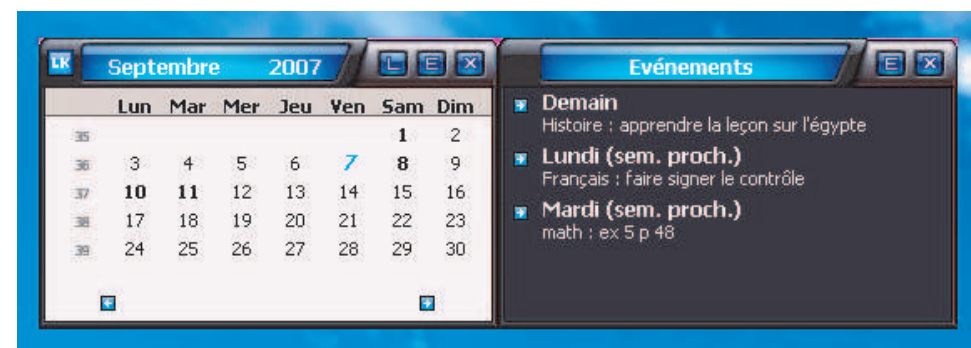 LK Septembre 2007 L E X
Lun Mar Mer Jeu Ven Sam Dim
35 1 2
36 3 4 5 6 7 8 9
37 10 11 12 13 14 15 16
38 17 18 19 20 21 22 23
39 24 25 26 27 28 29 30
Evénements E X
Demain
Histoire : apprendre la leçon sur l'égypte
Lundi (sem. proch.)
Français : faire signer le contrôle
Mardi (sem. proch.)
math : ex 5 p 48